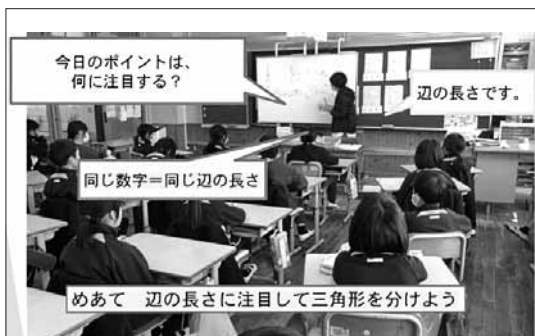 今日のポイントは、
何に注目する？
辺の長さです。
同じ数字＝同じ辺の長さ
めあて　辺の長さに注目して三角形を分けよう